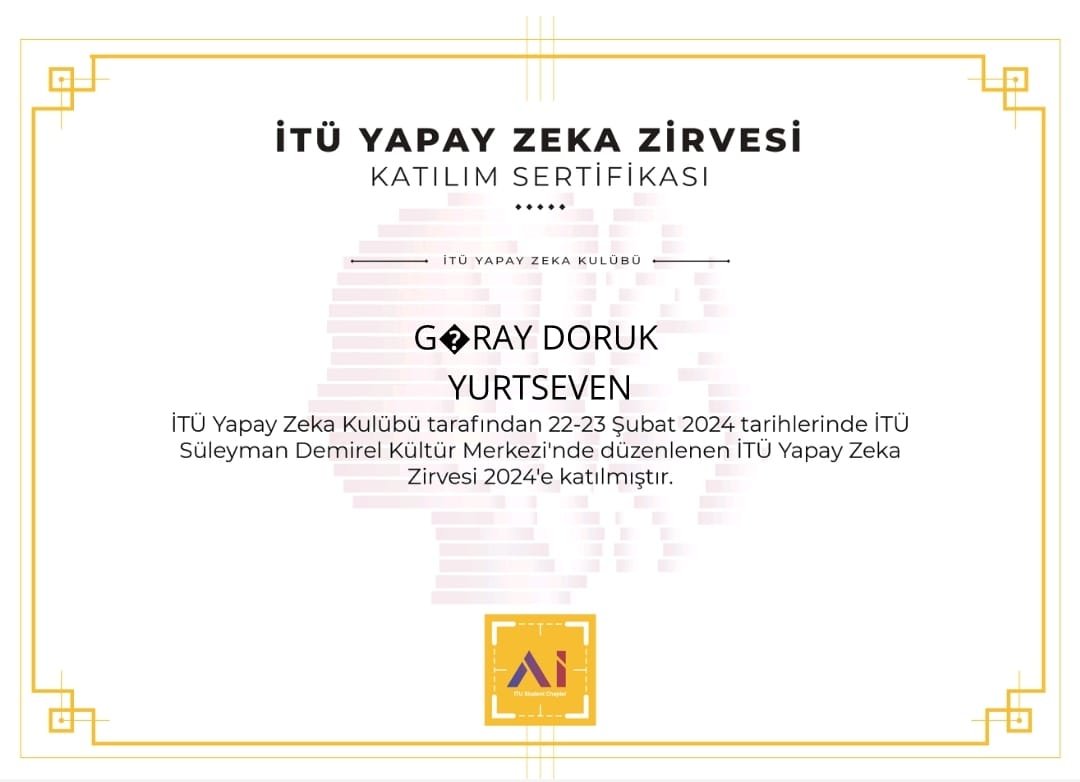 İTÜ YAPAY ZEKA ZİRVESİ
KATILIM SERTİFİKASI
İTÜ YAPAY ZEKA KULÜBÜ
G�RAY DORUK
YURTSEVEN
İTÜ Yapay Zeka Kulübü tarafından 22-23 Şubat 2024 tarihlerinde İTÜ
Süleyman Demirel Kültür Merkezi'nde düzenlenen İTÜ Yapay Zeka
Zirvesi 2024'e katılmıştır.
AI
ITU Student Chapter